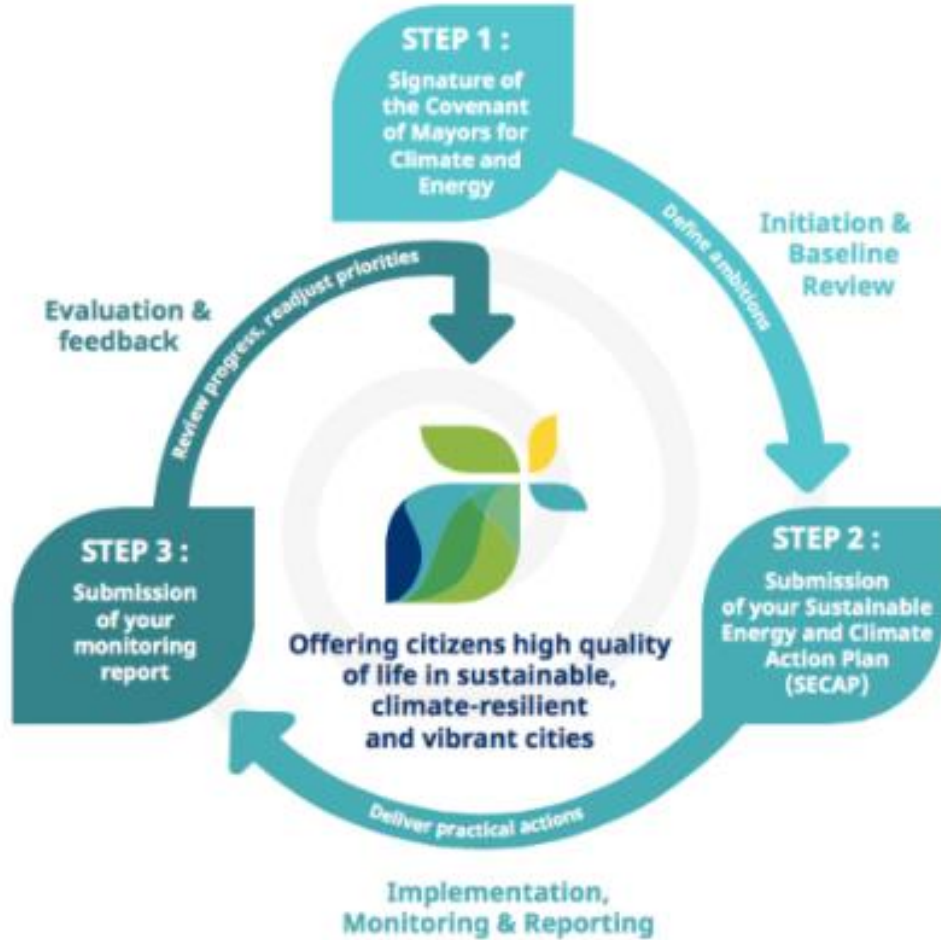 STEP 1 :
Signature of
the Covenant
of Mayors for
Climate and
Energy
Define ambitions
Initiation &
Baseline
Review
STEP 2 :
Submission
of your Sustainable
Energy and Climate
Action Plan
(SECAP)
Deliver practical actions
Implementation,
Monitoring & Reporting
STEP 3 :
Submission
of your
monitoring
report
Review progress, readjust priorities
Evaluation &
feedback
Offering citizens high quality
of life in sustainable,
climate-resilient
and vibrant cities